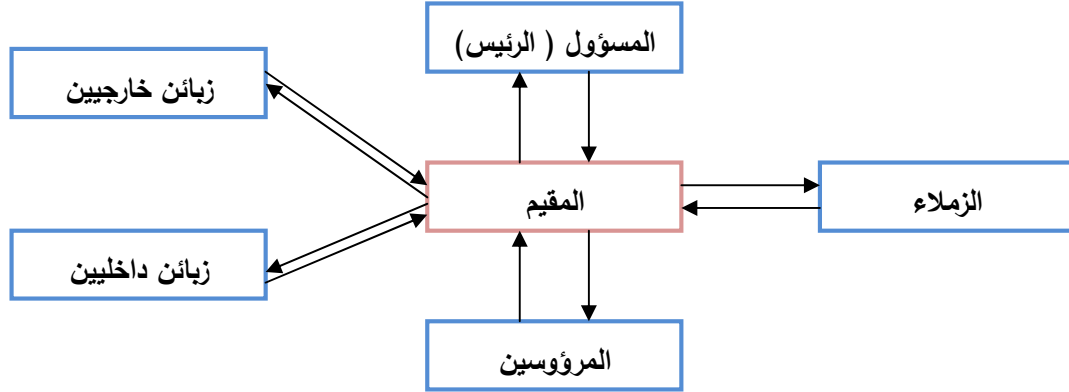 المسؤول ( الرئيس)
زبائن خارجيين
المقيم
الزملاء
زبائن داخليين
المرؤوسين